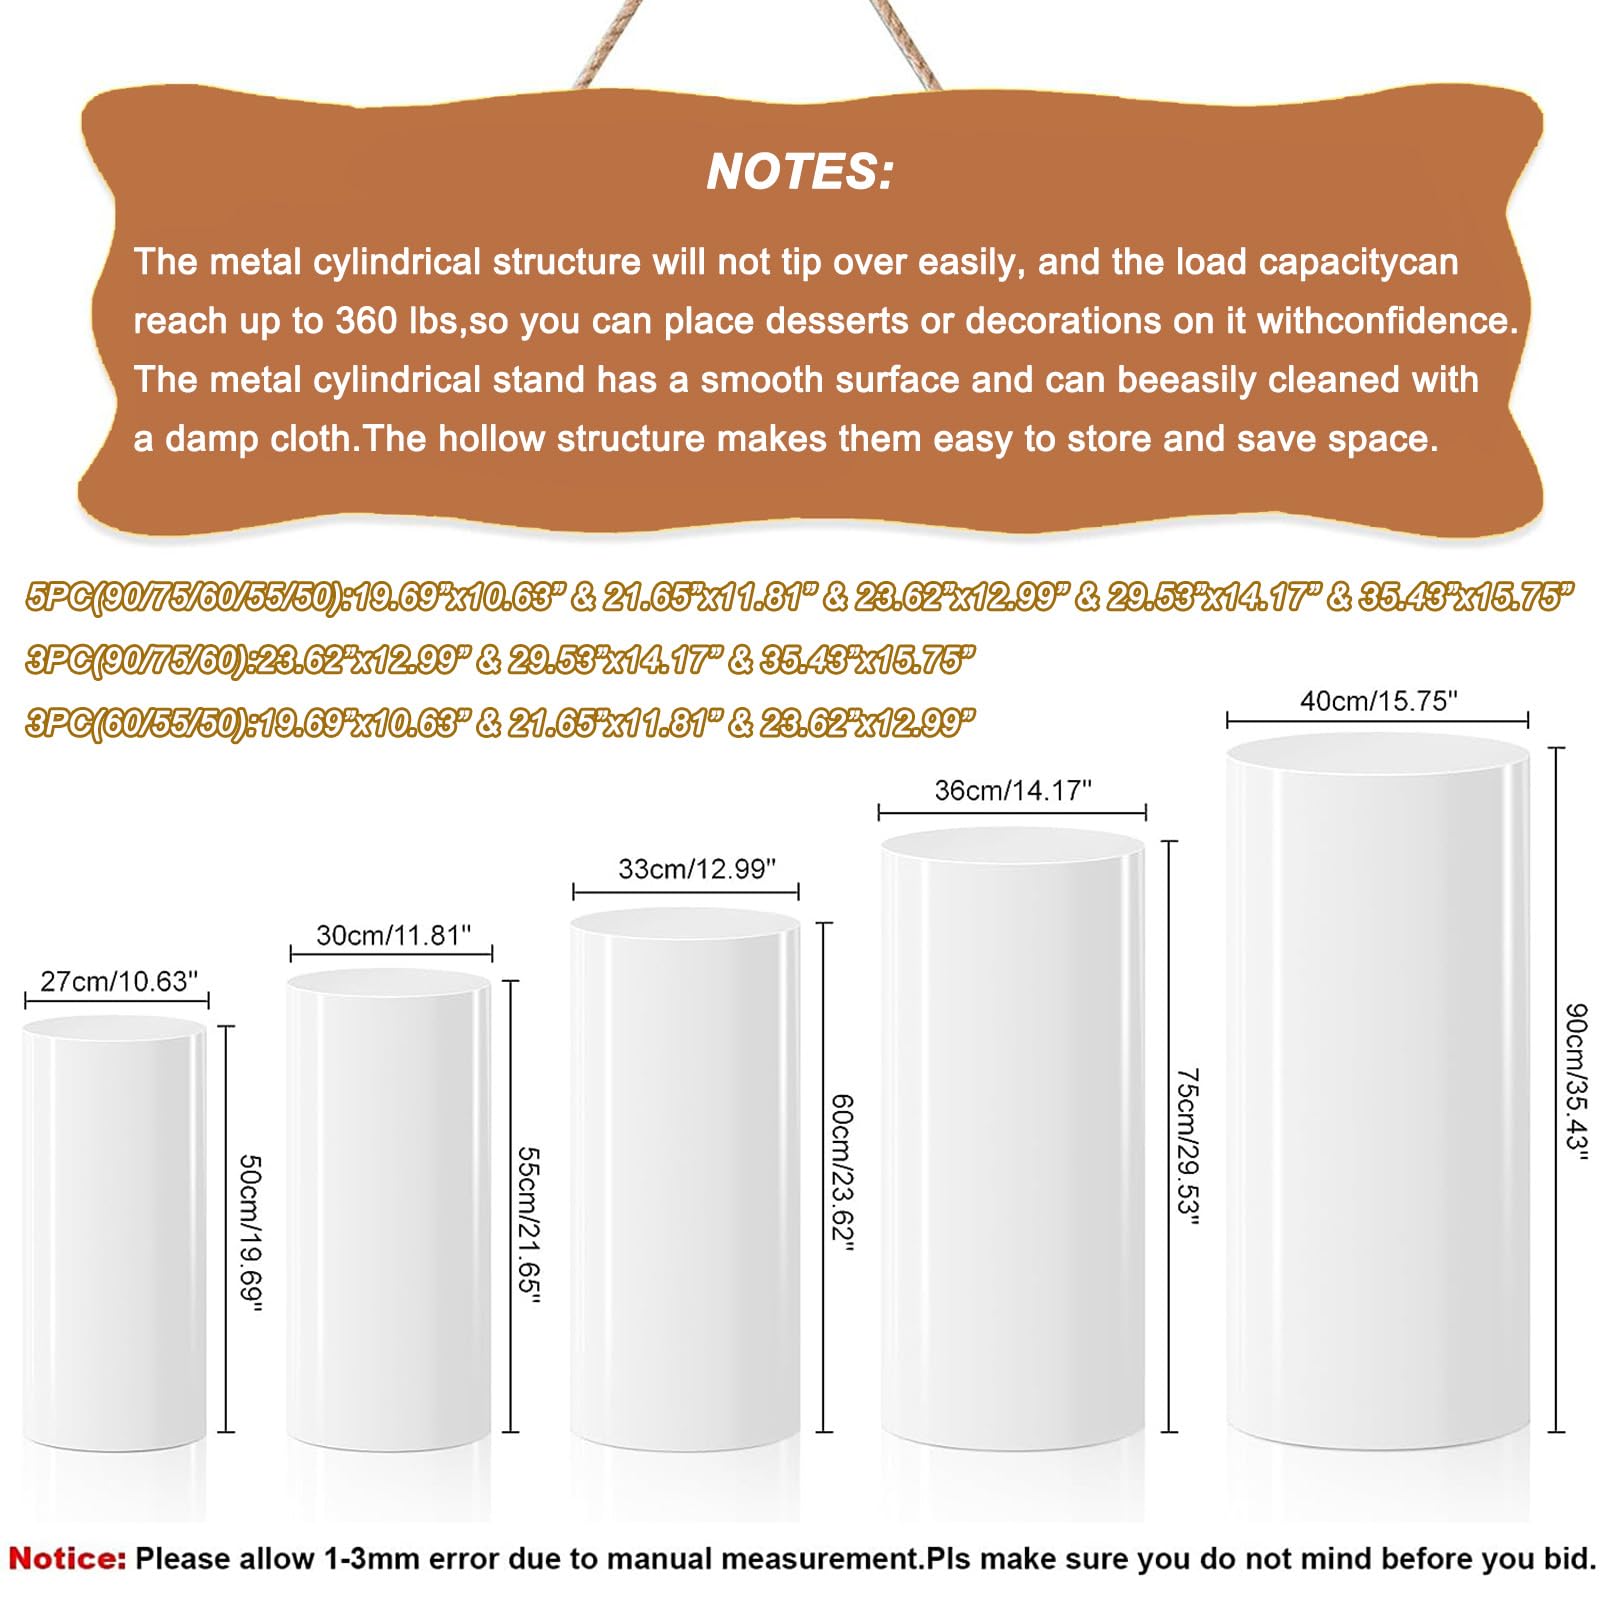 NOTES:
The metal cylindrical structure will not tip over easily, and the load capacitycan
reach up to 360 lbs,so you can place desserts or decorations on it withconfidence.
The metal cylindrical stand has a smooth surface and can beeasily cleaned with
a damp cloth.The hollow structure makes them easy to store and save space.
5PC(90/75/60/55/50):19.69”x10.63” & 21.65”x11.81” & 23.62”x12.99” & 29.53”x14.17” & 35.43”x15.75”
3PC(90/75/60):23.62”x12.99” & 29.53”x14.17” & 35.43”x15.75”
3PC(60/55/50):19.69”x10.63” & 21.65”x11.81” & 23.62”x12.99”
27cm/10.63"
50cm/19.69"
30cm/11.81"
55cm/21.65"
33cm/12.99"
60cm/23.62"
36cm/14.17"
75cm/29.53"
40cm/15.75"
90cm/35.43"
Notice: Please allow 1-3mm error due to manual measurement.Pls make sure you do not mind before you bid.